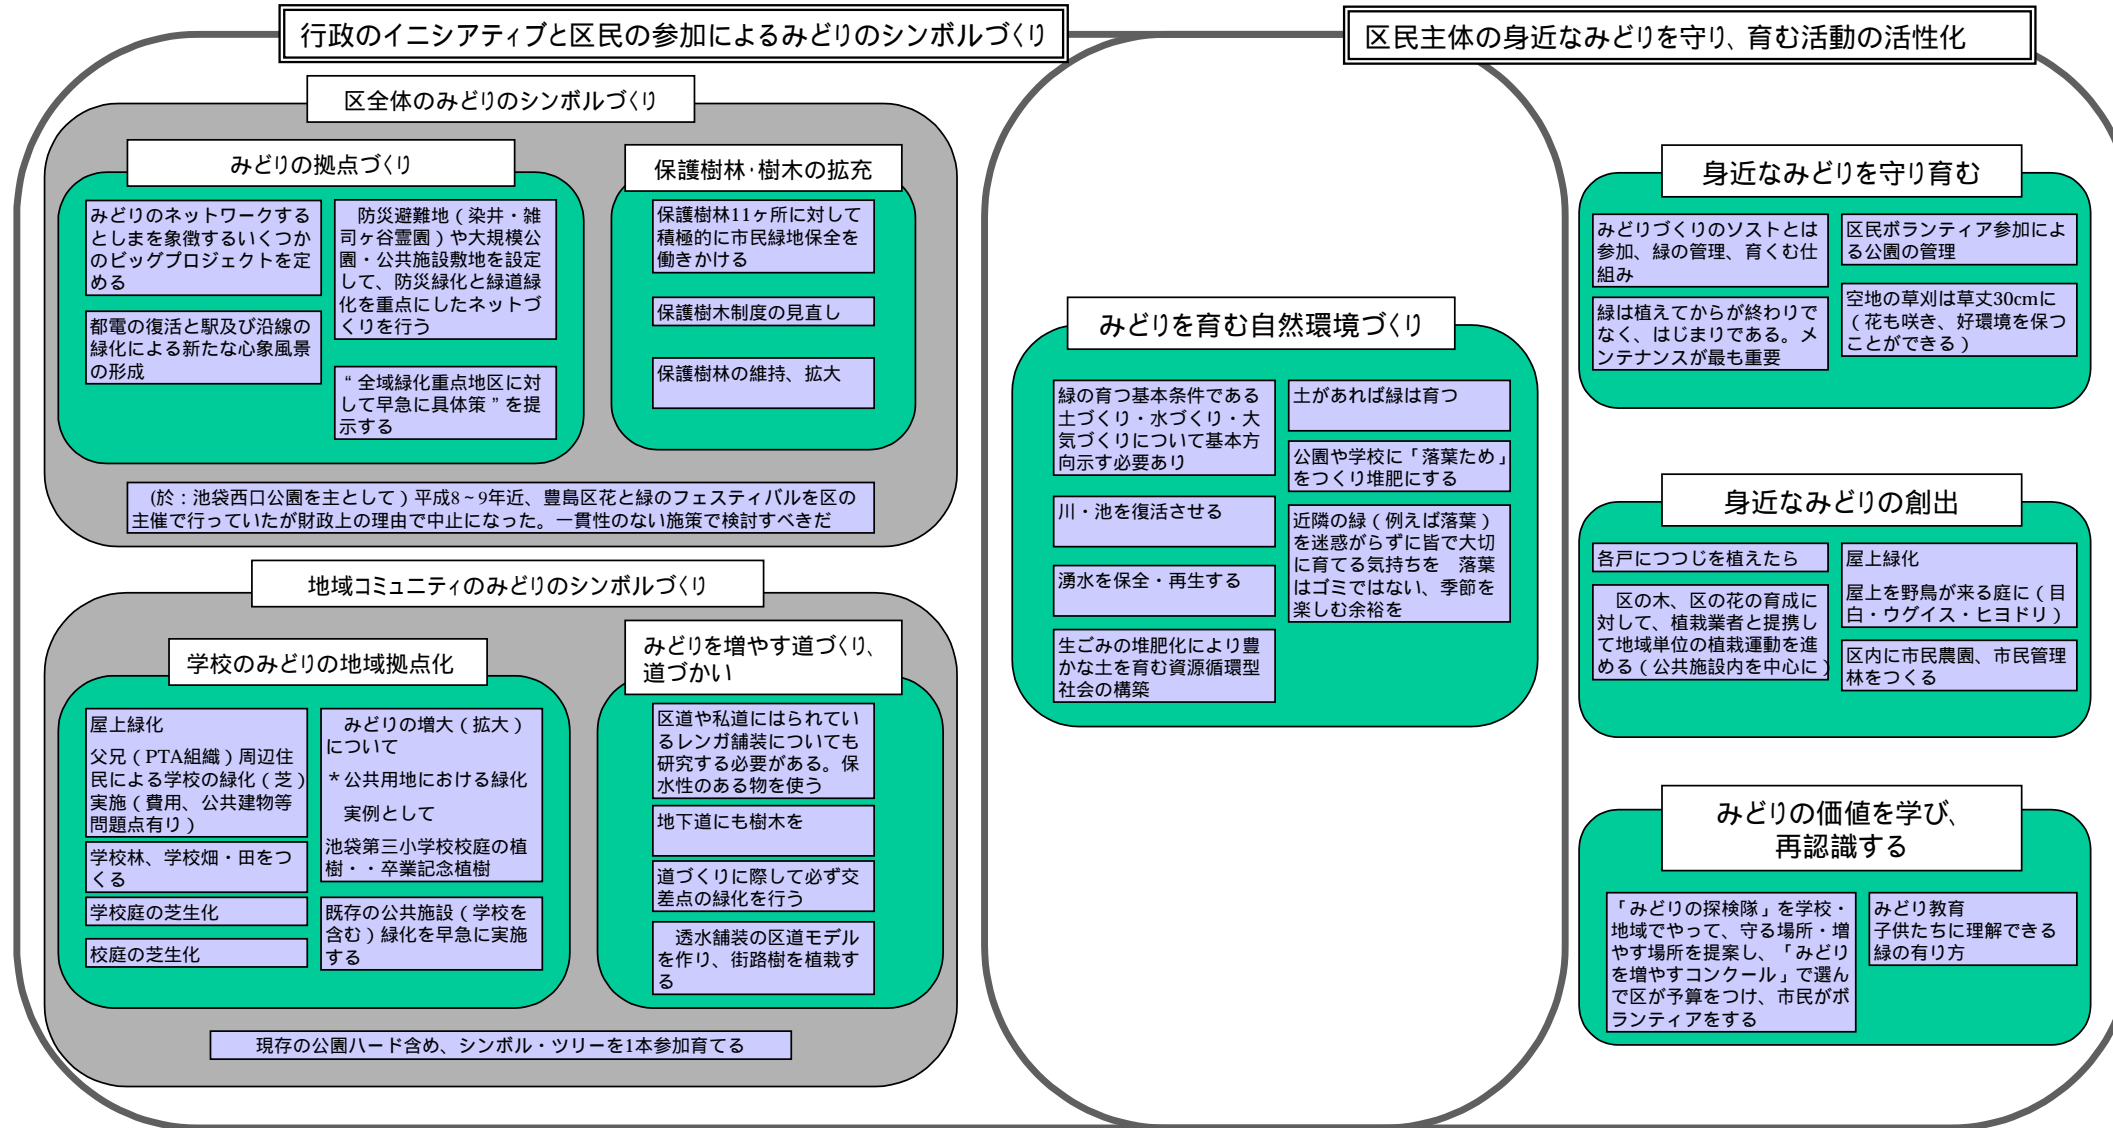 行政のイニシアティブと区民の参加によるみどりのシンボルづくり
区全体のみどりのシンボルづくり
みどりの拠点づくり
みどりのネットワークする
としまを象徴するいくつか
のビッグプロジェクトを定
める
都電の復活と駅及び沿線の
緑化による新たな心象風景
の形成
防災避難地(染井・雑
司ヶ谷霊園)や大規模公
園・公共施設敷地を設定
して、防災緑化と緑道緑
化を重点にしたネットづ
くりを行う
“全域緑化重点地区に対
して早急に具体策”を提
示する
保護樹林・樹木の拡充
保護樹林11ヶ所に対して
積極的に市民緑地保全を
働きかける
保護樹木制度の見直し
保護樹林の維持、拡大
(於:池袋西口公園を主として)平成8~9年近、豊島区花と緑のフェスティバルを区の
主催で行っていたが財政上の理由で中止になった。一貫性のない施策で検討すべきだ
地域コミュニティのみどりのシンボルづくり
学校のみどりの地域拠点化
屋上緑化
父兄(PTA組織)周辺住
民による学校の緑化(芝)
実施(費用、公共建物等
問題点有り)
学校林、学校畑・田をつ
くる
学校庭の芝生化
校庭の芝生化
みどりの増大(拡大)
について
*公共用地における緑化
実例として
池袋第三小学校校庭の植
樹・・卒業記念植樹
既存の公共施設(学校を
含む)緑化を早急に実施
する
みどりを増やす道づくり、
道づかい
区道や私道にはられてい
るレンガ舗装についても
研究する必要がある。保
水性のある物を使う
地下道にも樹木を
道づくりに際して必ず交
差点の緑化を行う
透水舗装の区道モデル
を作り、街路樹を植栽す
る
現存の公園ハード含め、シンボル・ツリーを1本参加育てる
みどりを育む自然環境づくり
緑の育つ基本条件である
土づくり・水づくり・大
気づくりについて基本方
向示す必要あり
川・池を復活させる
湧水を保全・再生する
生ごみの堆肥化により豊
かな土を育む資源循環型
社会の構築
土があれば緑は育つ
公園や学校に「落葉ため」
をつくり堆肥にする
近隣の緑(例えば落葉)
を迷惑がらずに皆で大切
に育てる気持ちを 落葉
はゴミではない、季節を
楽しむ余裕を
区民主体の身近なみどりを守り、育む活動の活性化
身近なみどりを守り育む
みどりづくりのソストとは
参加、緑の管理、育くむ仕
組み
緑は植えてからが終わりで
なく、はじまりである。メ
ンテナンスが最も重要
区民ボランティア参加によ
る公園の管理
空地の草刈は草丈30cmに
(花も咲き、好環境を保つ
ことができる)
身近なみどりの創出
各戸につつじを植えたら
区の木、区の花の育成に
対して、植栽業者と提携し
て地域単位の植栽運動を進
める(公共施設内を中心に)
屋上緑化
屋上を野鳥が来る庭に(目
白・ウグイス・ヒヨドリ)
区内に市民農園、市民管理
林をつくる
みどりの価値を学び、
再認識する
「みどりの探検隊」を学校・
地域でやって、守る場所・増
やす場所を提案し、「みどり
を増やすコンクール」で選ん
で区が予算をつけ、市民がボ
ランティアをする
みどり教育
子供たちに理解できる
緑の有り方